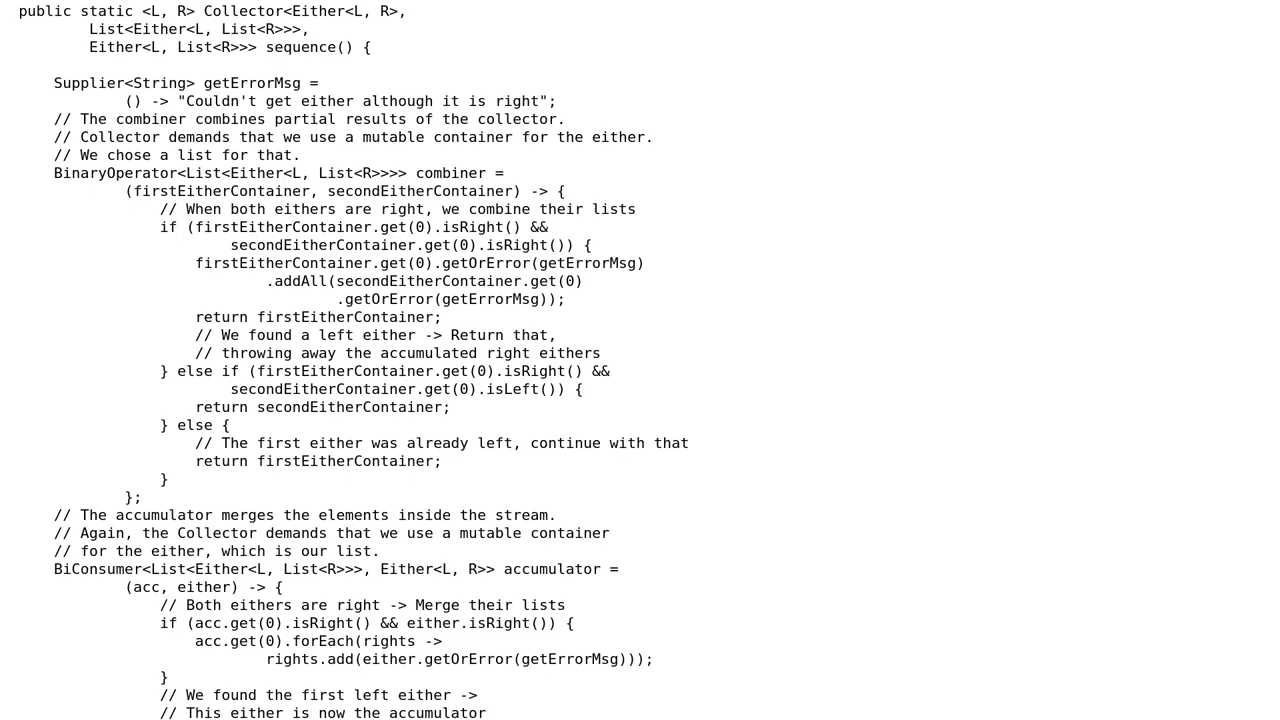 public static <L, R> Collector<Either<L, R>,
        List<Either<L, List<R>>>,
        Either<L, List<R>>> sequence() {

    Supplier<String> getErrorMsg =
            () -> "Couldn't get either although it is right";
    // The combiner combines partial results of the collector.
    // Collector demands that we use a mutable container for the either.
    // We chose a list for that.
    BinaryOperator<List<Either<L, List<R>>>> combiner =
            (firstEitherContainer, secondEitherContainer) -> {
                // When both eithers are right, we combine their lists
                if (firstEitherContainer.get(0).isRight() &&
                        secondEitherContainer.get(0).isRight()) {
                    firstEitherContainer.get(0).getOrError(getErrorMsg)
                            .addAll(secondEitherContainer.get(0)
                                    .getOrError(getErrorMsg));
                    return firstEitherContainer;
                    // We found a left either -> Return that,
                    // throwing away the accumulated right eithers
                } else if (firstEitherContainer.get(0).isRight() &&
                        secondEitherContainer.get(0).isLeft()) {
                    return secondEitherContainer;
                } else {
                    // The first either was already left, continue with that
                    return firstEitherContainer;
                }
            };
    // The accumulator merges the elements inside the stream.
    // Again, the Collector demands that we use a mutable container
    // for the either, which is our list.
    BiConsumer<List<Either<L, List<R>>>, Either<L, R>> accumulator =
            (acc, either) -> {
                // Both eithers are right -> Merge their lists
                if (acc.get(0).isRight() && either.isRight()) {
                    acc.get(0).forEach(rights ->
                            rights.add(either.getOrError(getErrorMsg)));
                }
                // We found the first left either ->
                // This either is now the accumulator